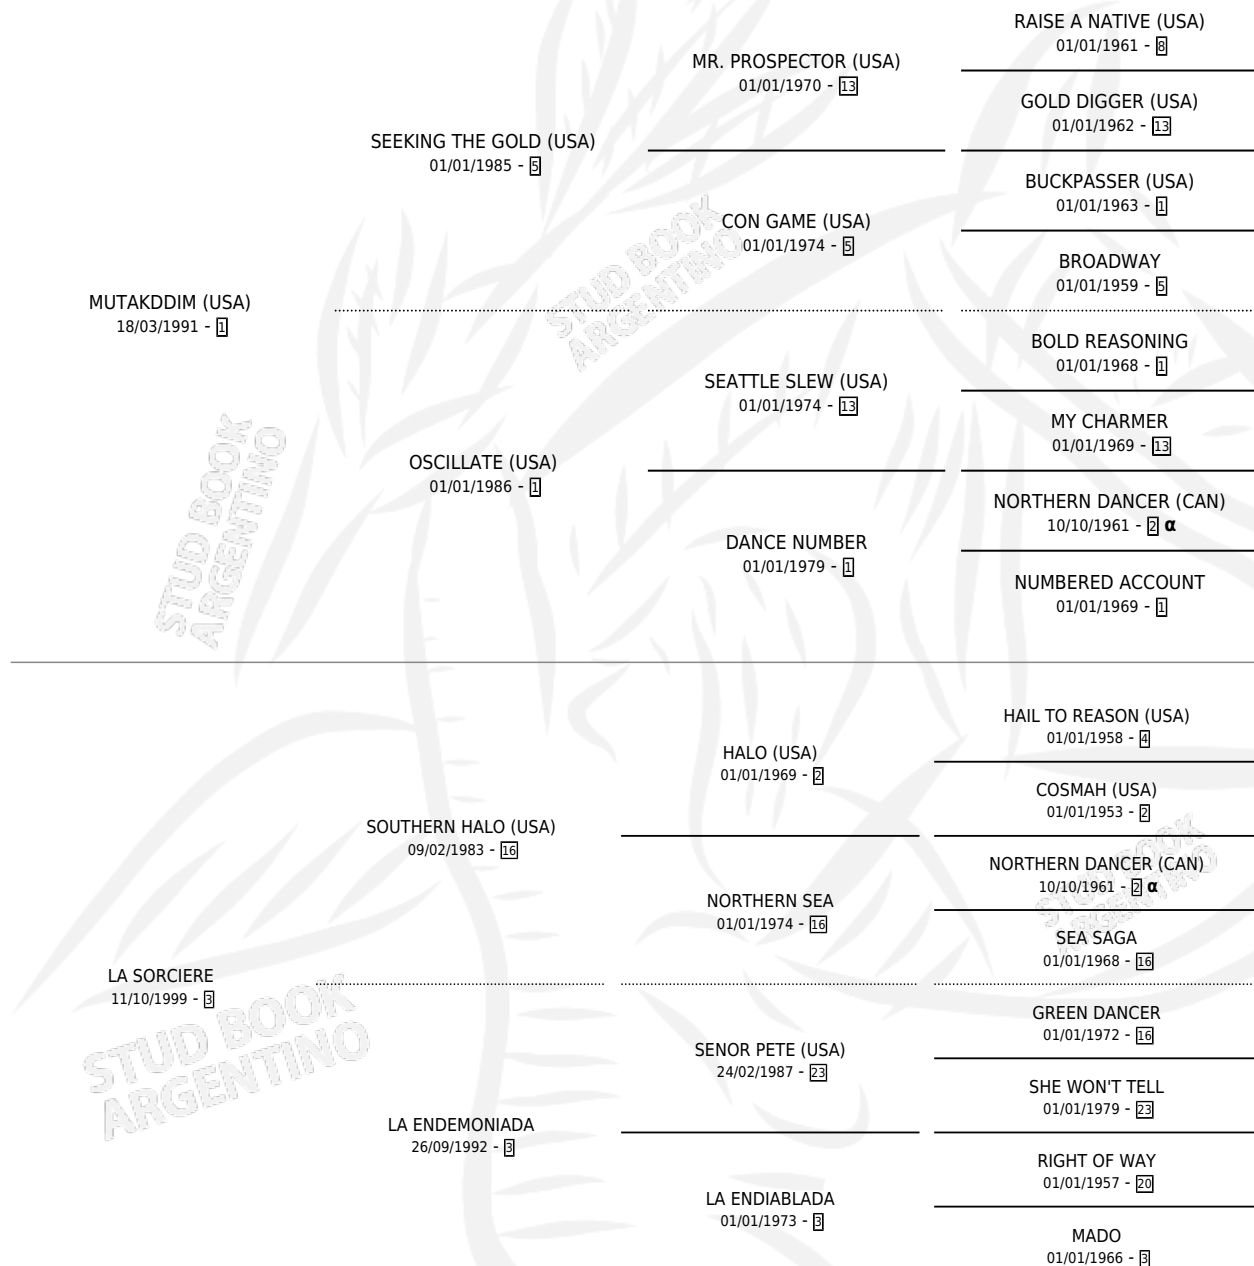 RAISE A NATIVE (USA)
01/01/1961 - 8
MR. PROSPECTOR (USA)
01/01/1970 - 13
GOLD DIGGER (USA)
01/01/1962 - 13
SEEKING THE GOLD (USA)
01/01/1985 - 5
BUCKPASSER (USA)
01/01/1963 - 1
CON GAME (USA)
01/01/1974 - 5
BROADWAY
01/01/1959 - 5
MUTAKDDIM (USA)
18/03/1991 - 1
BOLD REASONING
01/01/1968 - 1
SEATTLE SLEW (USA)
01/01/1974 - 13
MY CHARMER
01/01/1969 - 13
OSCILLATE (USA)
01/01/1986 - 1
NORTHERN DANCER (CAN)
10/10/1961 - 2 α
DANCE NUMBER
01/01/1979 - 1
NUMBERED ACCOUNT
01/01/1969 - 1
HAIL TO REASON (USA)
01/01/1958 - 4
HALO (USA)
01/01/1969 - 2
COSMAH (USA)
01/01/1953 - 2
SOUTHERN HALO (USA)
09/02/1983 - 16
NORTHERN DANCER (CAN)
10/10/1961 - 2 α
NORTHERN SEA
01/01/1974 - 16
SEA SAGA
01/01/1968 - 16
LA SORCIERE
11/10/1999 - 3
GREEN DANCER
01/01/1972 - 16
SENOR PETE (USA)
24/02/1987 - 23
SHE WON'T TELL
01/01/1979 - 23
LA ENDEMONIADA
26/09/1992 - 3
RIGHT OF WAY
01/01/1957 - 20
LA ENDIABLADA
01/01/1973 - 3
MADO
01/01/1966 - 3
STUD BOOK
ARGENTINO
STUD BOOK
ARGENTINO
STUD BOOK
ARGENTINO
STUD BOOK
ARGENTINO